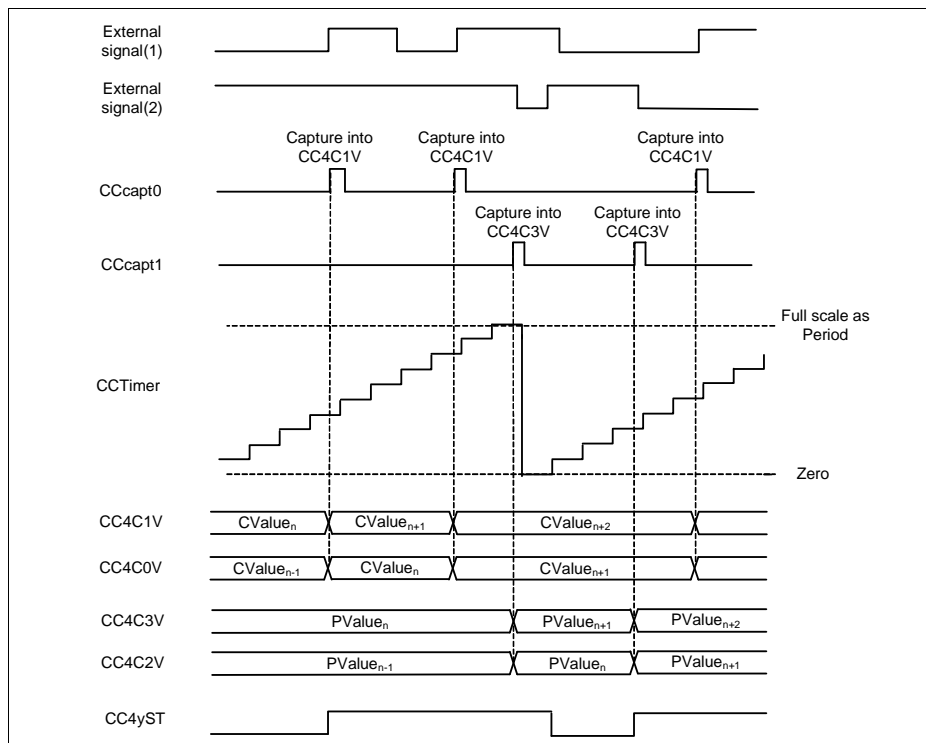 External
signal(1)
External
signal(2)
Capture into
CC4C1V
Capture into
CC4C1V
Capture into
CC4C1V
CCcapt0
Capture into
CC4C3V
Capture into
CC4C3V
CCcapt1
Full scale as
Period
CCTimer
Zero
CC4C1V CValueₙ CValueₙ₊₁ CValueₙ₊₂
CC4C0V CValueₙ₋₁ CValueₙ CValueₙ₊₁
CC4C3V PValueₙ PValueₙ₊₁ PValueₙ₊₂
CC4C2V PValueₙ₋₁ PValueₙ PValueₙ₊₁
CC4yST